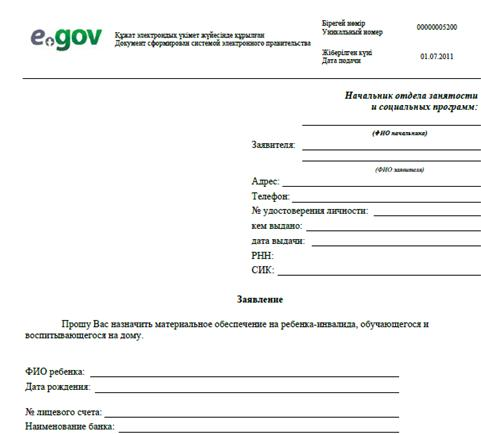 e.gov
Құжат электрондық үкімет жүйесінде құрылған
Документ сформирован системой электронного правительства
Бірегей нөмір
Уникальный номер
00000005200
Жіберілген күні
Дата подачи
01.07.2011
Начальник отдела занятости
и социальных программ:
(ФИО начальника)
Заявителя:
(ФИО заявителя)
Адрес:
Телефон:
№ удостоверения личности:
кем выдано:
дата выдачи:
РНН:
СИК:
Заявление
Прошу Вас назначить материальное обеспечение на ребенка-инвалида, обучающегося и
воспитывающегося на дому.
ФИО ребенка:
Дата рождения:
№ лицевого счета:
Наименование банка: